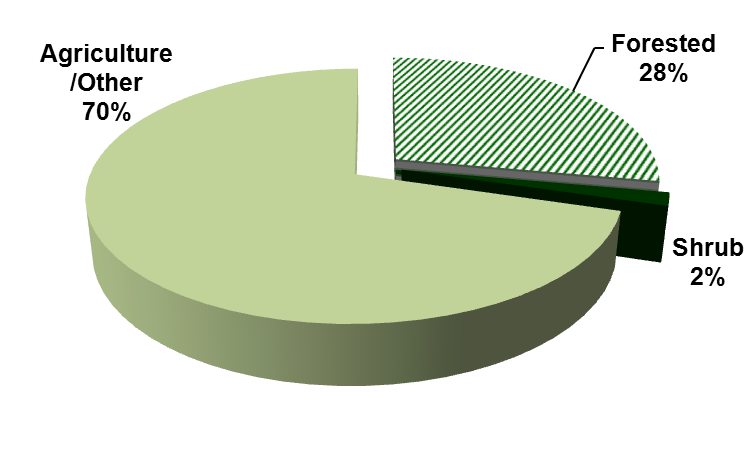 Agriculture
/Other
70%
Forested
28%
Shrub
2%